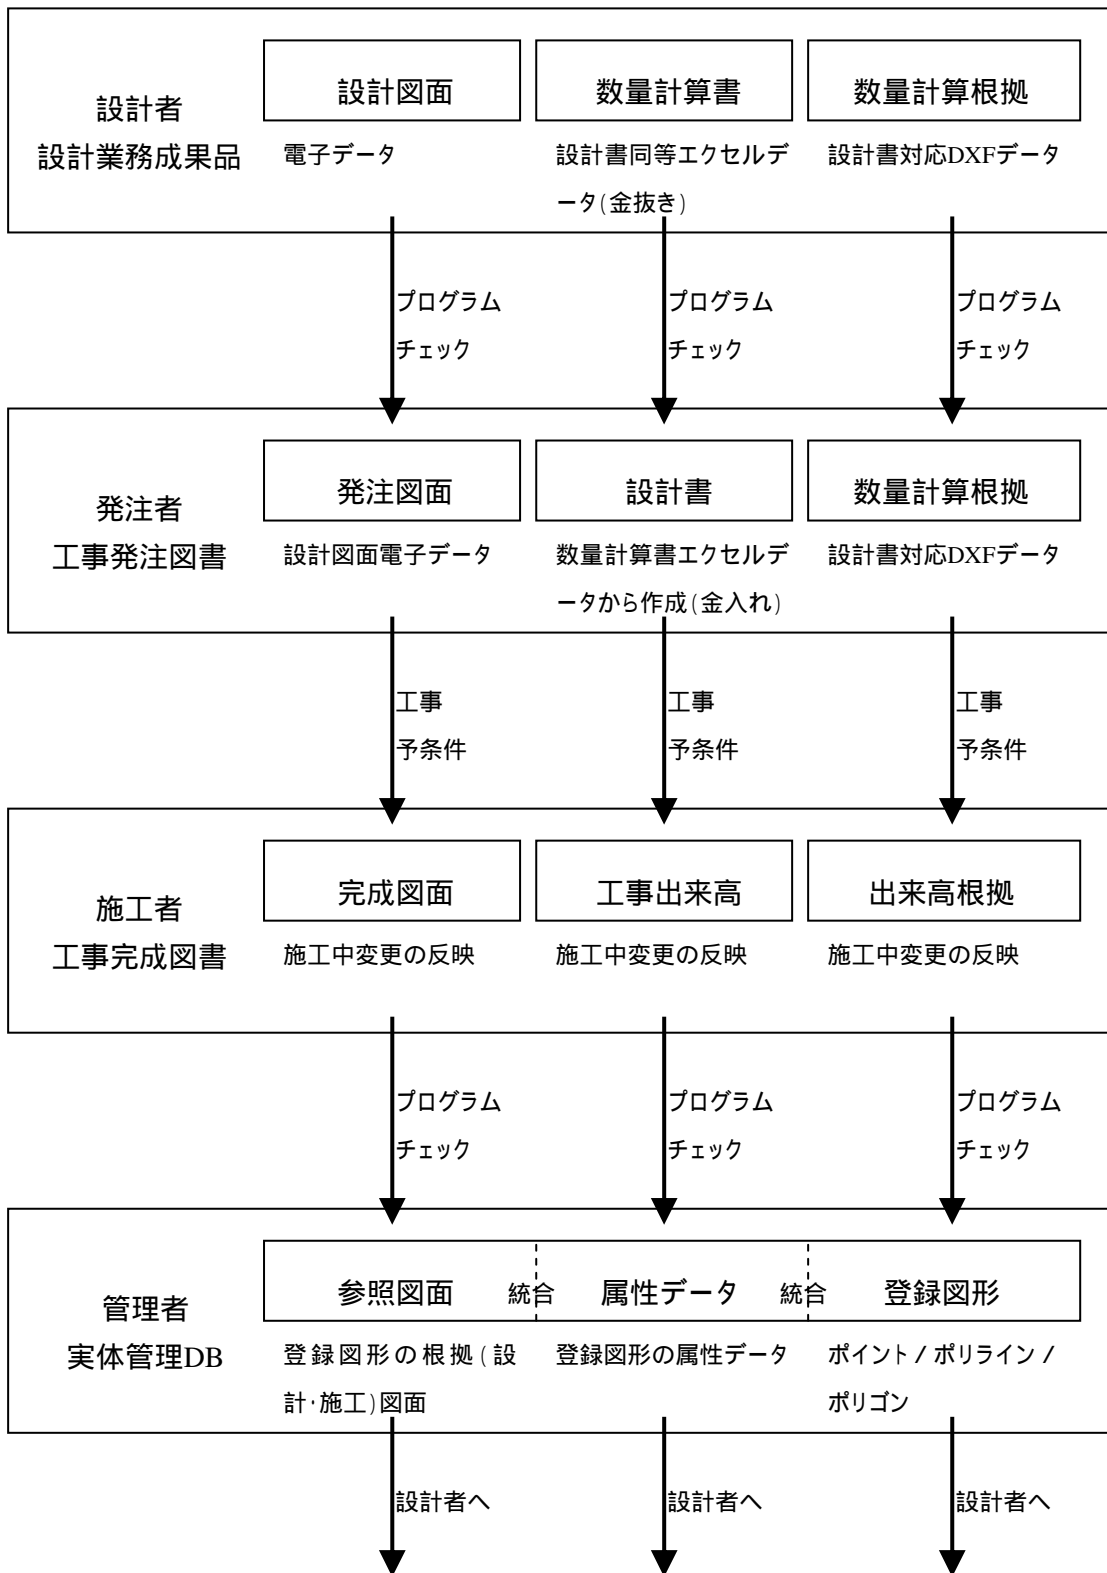 設計者
設計業務成果品
設計図面
数量計算書
数量計算根拠
電子データ
設計書同等エクセルデ
ータ(金抜き)
設計書対応DXFデータ
プログラム
チェック
プログラム
チェック
プログラム
チェック
発注者
工事発注図書
発注図面
設計書
数量計算根拠
設計図面電子データ
数量計算書エクセルデ
ータから作成(金入れ)
設計書対応DXFデータ
工事
予条件
工事
予条件
工事
予条件
施工者
工事完成図書
完成図面
工事出来高
出来高根拠
施工中変更の反映
施工中変更の反映
施工中変更の反映
プログラム
チェック
プログラム
チェック
プログラム
チェック
管理者
実体管理DB
参照図面
統合
属性データ
統合
登録図形
登録図形の根拠(設
計・施工)図面
登録図形の属性データ
ポイント/ポリライン/
ポリゴン
設計者へ
設計者へ
設計者へ